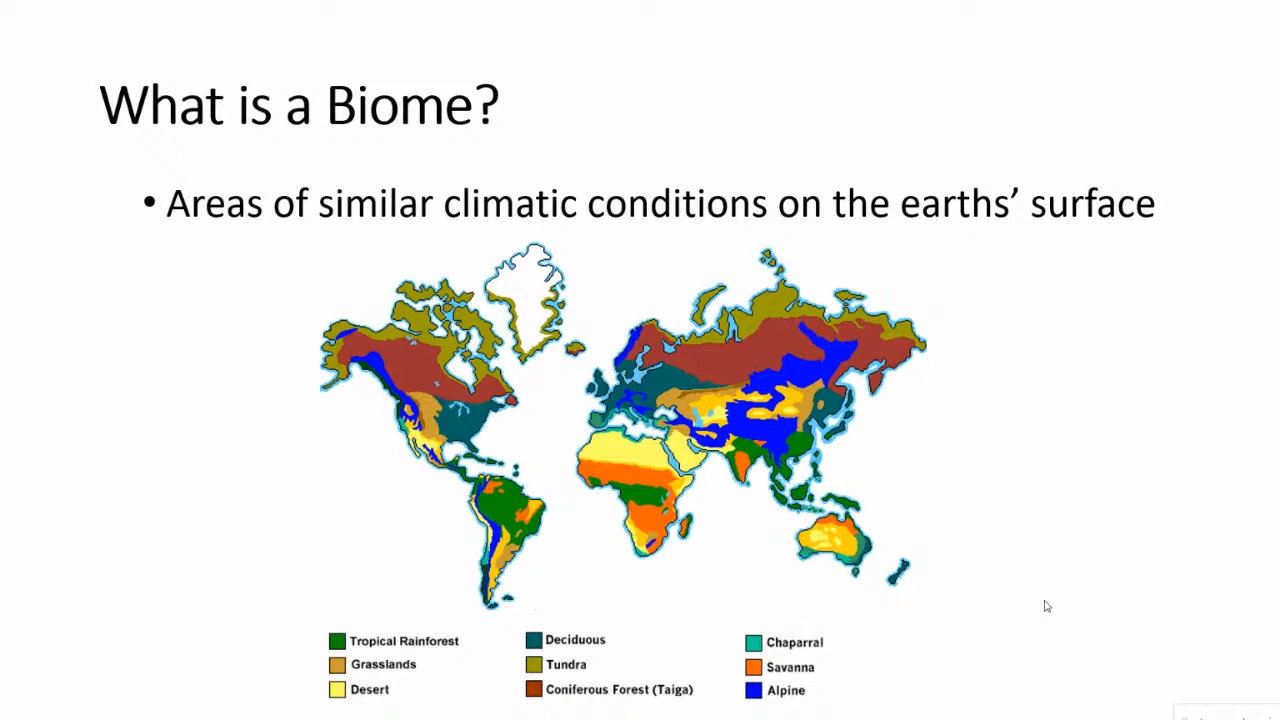 What is a Biome?
• Areas of similar climatic conditions on the earths’ surface
Tropical Rainforest
Grasslands
Desert
Deciduous
Tundra
Coniferous Forest (Taiga)
Chaparral
Savanna
Alpine